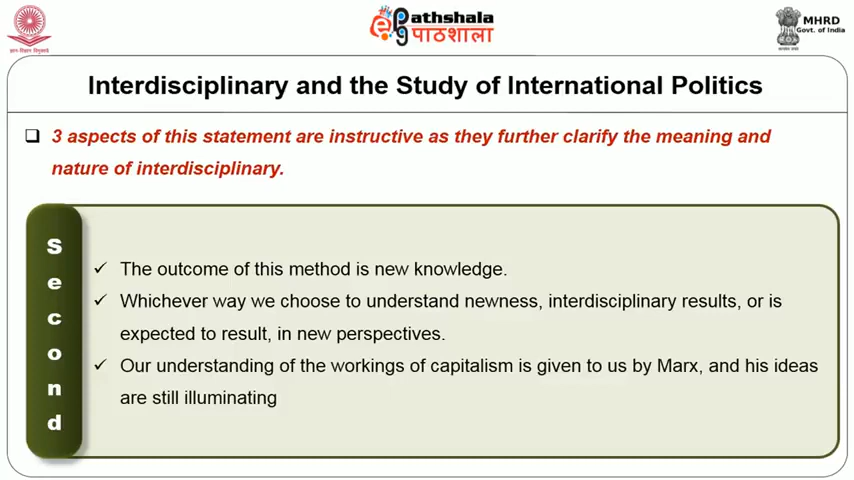 ePathshala
पाठशाला
MHRD
Govt. of India
Interdisciplinary and the Study of International Politics
3 aspects of this statement are instructive as they further clarify the meaning and
nature of interdisciplinary.
Second
The outcome of this method is new knowledge.
Whichever way we choose to understand newness, interdisciplinary results, or is
expected to result, in new perspectives.
Our understanding of the workings of capitalism is given to us by Marx, and his ideas
are still illuminating